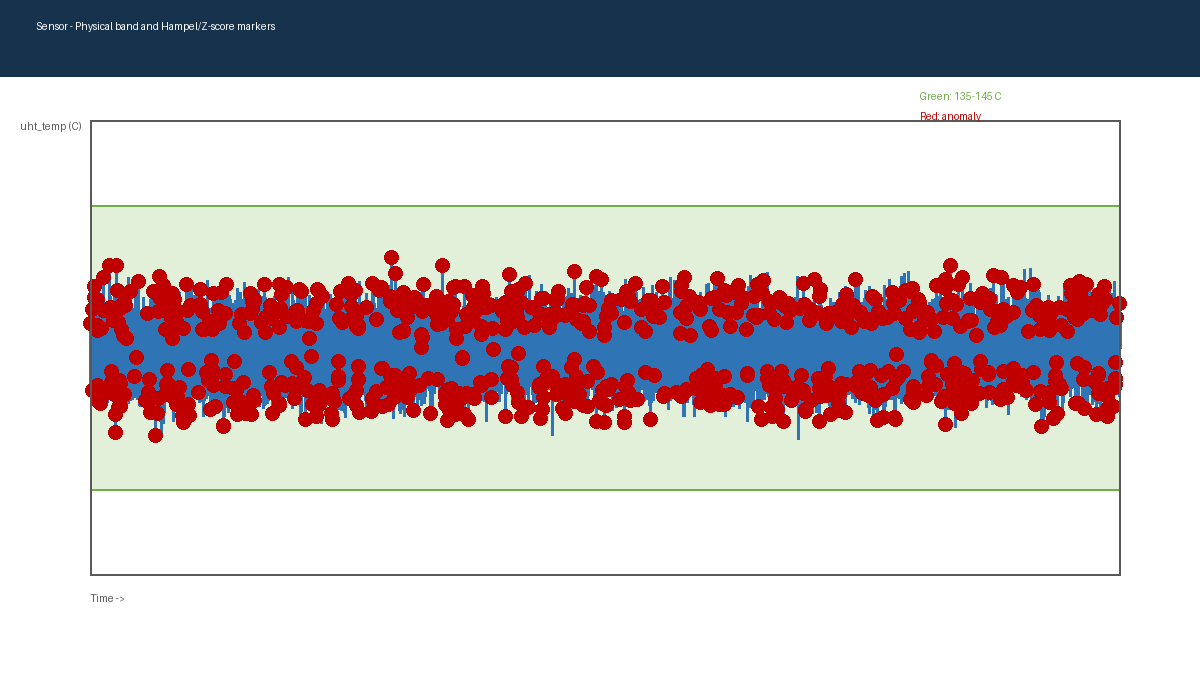 Sensor - Physical band and Hampel/Z-score markers
Green: 135-145 C
Red: anomaly
uht_temp (C)
Time ->